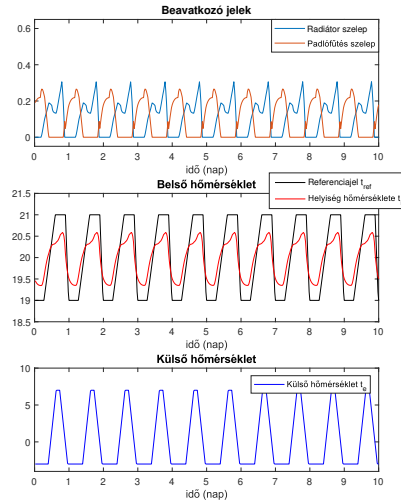 Beavatkozó jelek
Radiátor szelep
Padlófűtés szelep
0.6
0.4
0.2
0
0 1 2 3 4 5 6 7 8 9 10
idő (nap)
Belső hőmérséklet
Referenciajel t_ref
Helyiség hőmérséklete t
21.5
21
20.5
20
19.5
19
18.5
0 1 2 3 4 5 6 7 8 9 10
idő (nap)
Külső hőmérséklet
Külső hőmérséklet t_e
10
5
0
0 1 2 3 4 5 6 7 8 9 10
idő (nap)